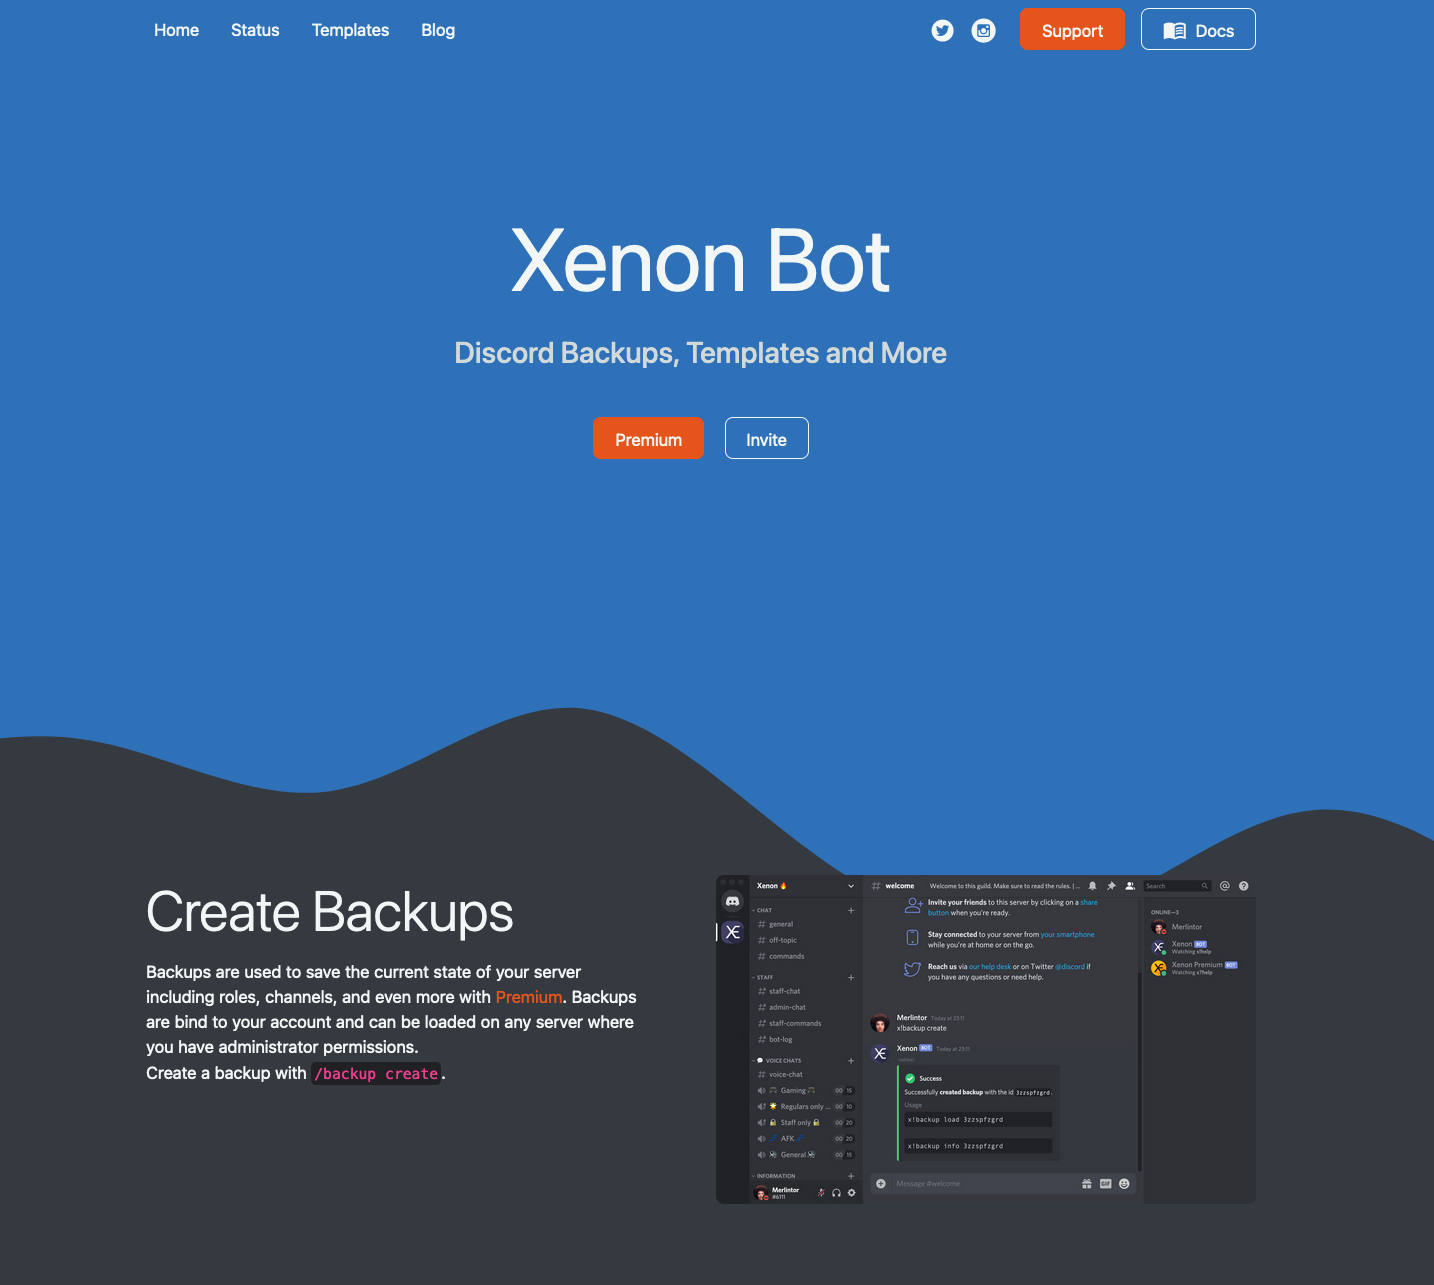 Home Status Templates Blog Support Docs
Xenon Bot
Discord Backups, Templates and More
Premium Invite
Create Backups
Backups are used to save the current state of your server
including roles, channels, and even more with Premium. Backups
are bind to your account and can be loaded on any server where
you have administrator permissions.
Create a backup with /backup create.
Xenon
CHAT
general
off-topic
commands
STAFF
staff-chat
admin-chat
staff-commands
bot-log
VOICE CHATS
voice-chat
Gaming 00 15
Regulars only ... 00 10
Staff only 00 20
AFK 00 20
General 00 15
INFORMATION
Merlintor
#6111
welcome Welcome to this guild. Make sure to read the rules. | ... Search
Invite your friends to this server by clicking on a share
button when you're ready.
Stay connected to your server from your smartphone
while you're at home or on the go.
Reach us via our help desk or on Twitter @discord if
you have any questions or need help.
Merlintor Today at 23:11
x!backup create
Xenon BOT Today at 23:11
Success
Successfully created backup with the id 3zzspfzgrd.
Usage
x!backup load 3zzspfzgrd
x!backup info 3zzspfzgrd
Message #welcome GIF
ONLINE—3
Merlintor
Xenon BOT
Watching x!help
Xenon Premium BOT
Watching x?help